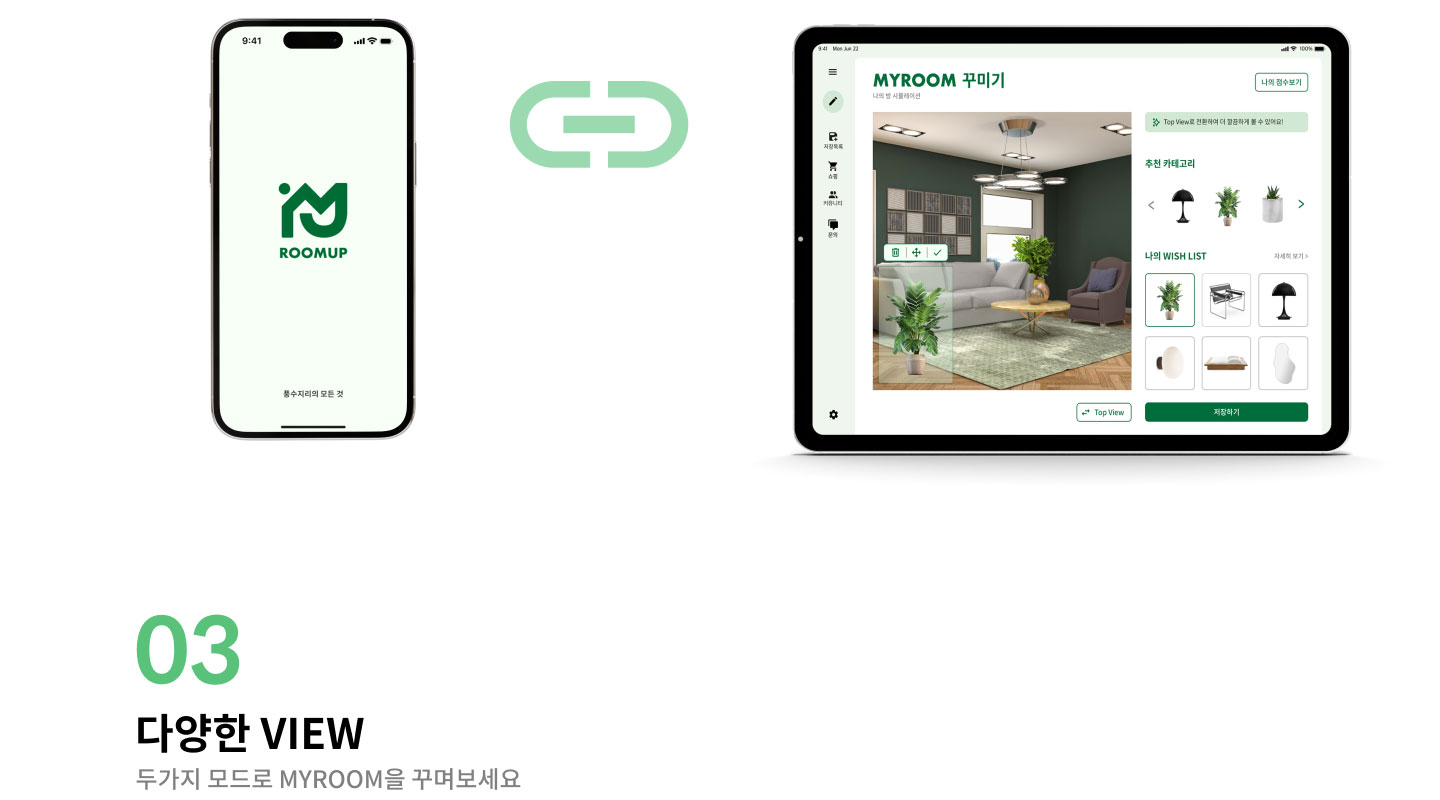 9:41
ROOMUP
풍수지리의 모든 것
9:41 Mon Jun 22
100%
MYROOM 꾸미기
나의 방 시뮬레이션
나의 점수보기
저장목록
쇼핑
커뮤니티
문의
Top View로 전환하여 더 깔끔하게 볼 수 있어요!
추천 카테고리
나의 WISH LIST
자세히 보기 >
Top View
저장하기
03
다양한 VIEW
두가지 모드로 MYROOM을 꾸며보세요